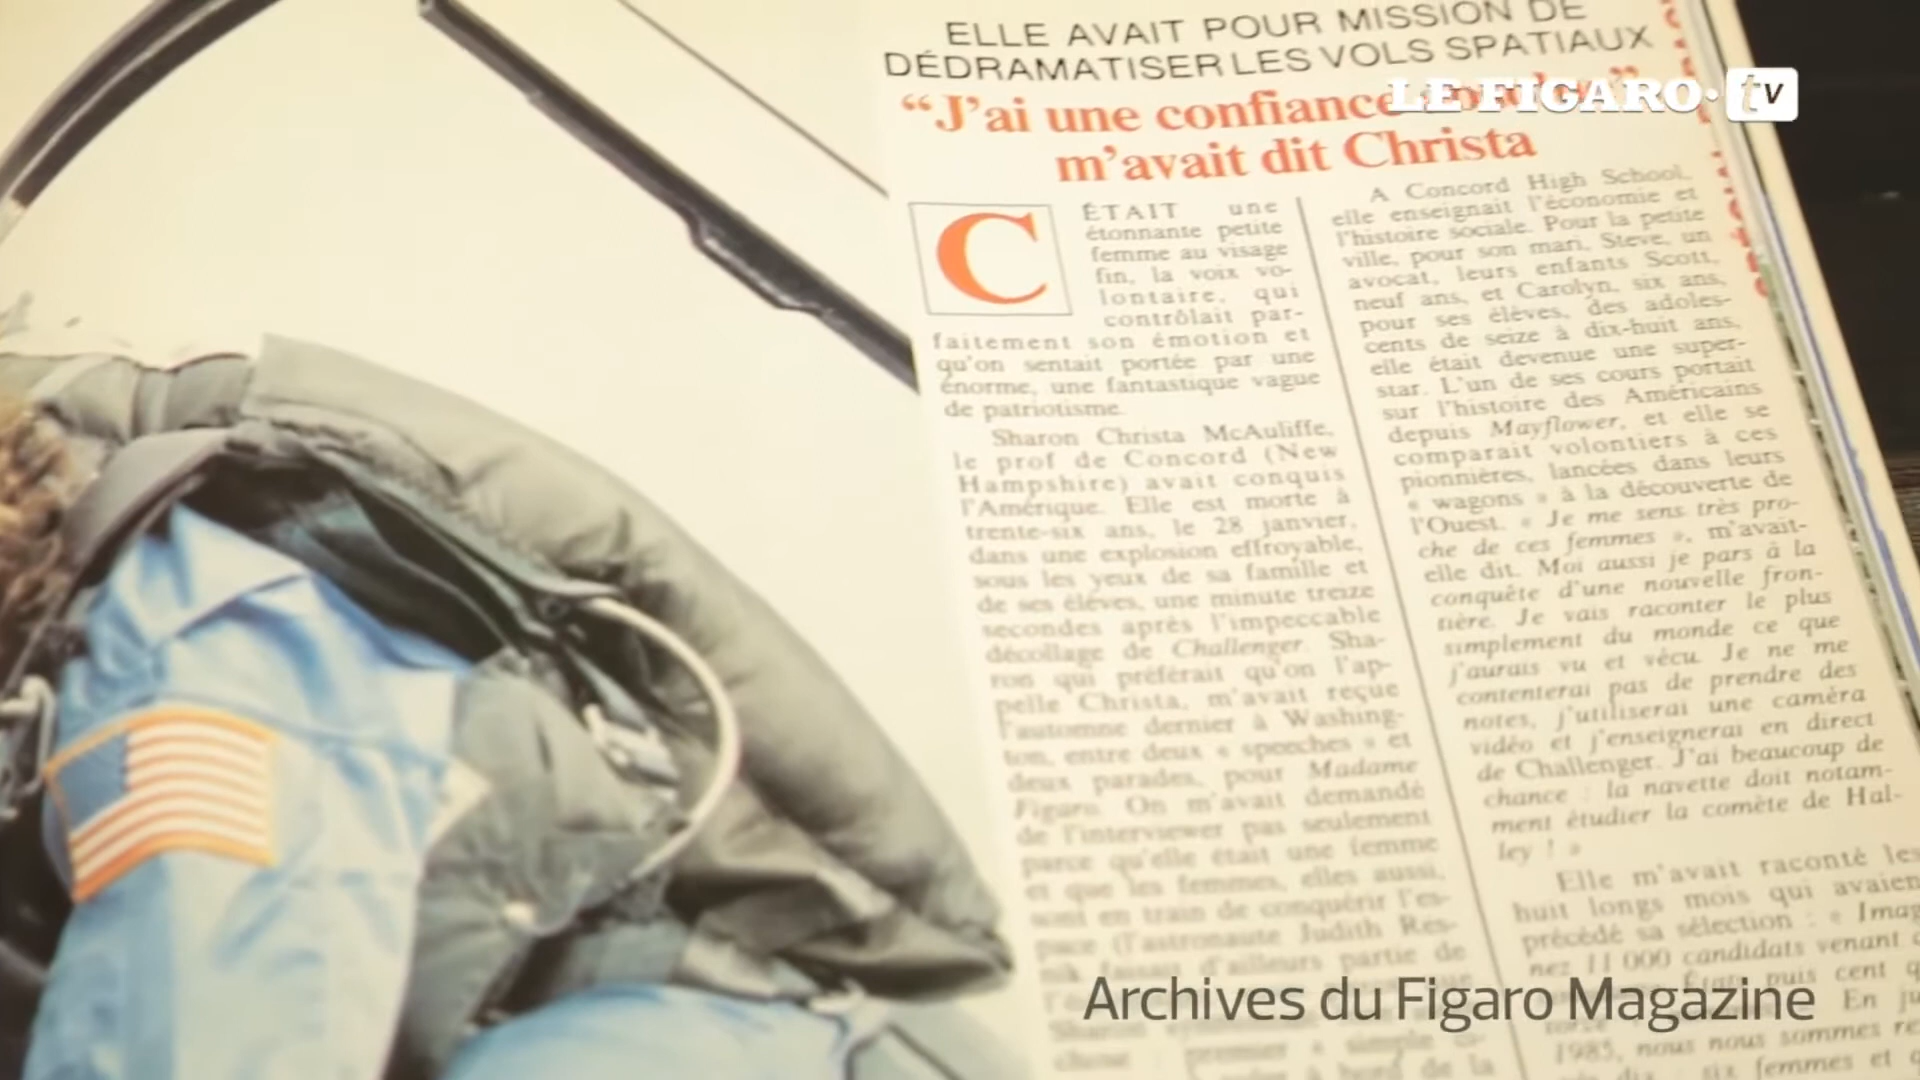 ELLE AVAIT POUR MISSION DE
DÉDRAMATISER LES VOLS SPATIAUX
“J’ai une confiance ”
m’avait dit Christa
LE FIGARO·tv
C
ÉTAIT une
étonnante petite
femme au visage
fin, la voix vo-
lontaire, qui
contrôlait par-
faitement son émotion et
qu’on sentait portée par une
énorme, une fantastique vague
de patriotisme.
Sharon Christa McAuliffe,
le prof de Concord (New
Hampshire) avait conquis
l’Amérique. Elle est morte à
trente-six ans, le 28 janvier,
dans une explosion effroyable,
sous les yeux de sa famille et
de ses élèves, une minute treize
secondes après l’impeccable
décollage de Challenger. Sha-
ron qui préférait qu’on l’ap-
pelle Christa, m’avait reçue
l’automne dernier à Washing-
ton, entre deux « speeches » et
deux parades, pour Madame
Figaro. On m’avait demandé
de l’interviewer pas seulement
parce qu’elle était une femme
et que les femmes, elles aussi,
sont en train de conquérir l’es-
pace (l’astronaute Judith Res-
nik faisait d’ailleurs partie de
A Concord High School,
elle enseignait l’économie et
l’histoire sociale. Pour la petite
ville, pour son mari, Steve, un
avocat, leurs enfants Scott,
neuf ans, et Carolyn, six ans,
pour ses élèves, des adoles-
cents de seize à dix-huit ans,
elle était devenue une super-
star. L’un de ses cours portait
sur l’histoire des Américains
depuis Mayflower, et elle se
comparait volontiers à ces
pionnières, lancées dans leurs
« wagons » à la découverte de
l’Ouest. « Je me sens très pro-
che de ces femmes », m’avait-
elle dit. Moi aussi je pars à la
conquête d’une nouvelle fron-
tière. Je vais raconter le plus
simplement du monde ce que
j’aurais vu et vécu. Je ne me
contenterai pas de prendre des
notes, j’utiliserai une caméra
vidéo et j’enseignerai en direct
de Challenger. J’ai beaucoup de
chance : la navette doit notam-
ment étudier la comète de Hal-
ley ! »
Elle m’avait raconté les
huit longs mois qui avaien
précédé sa sélection : « Imag
nez 11 000 candidats venant
puis cent
En ju
1985, nous nous sommes re
six femmes et
Archives du Figaro Magazine